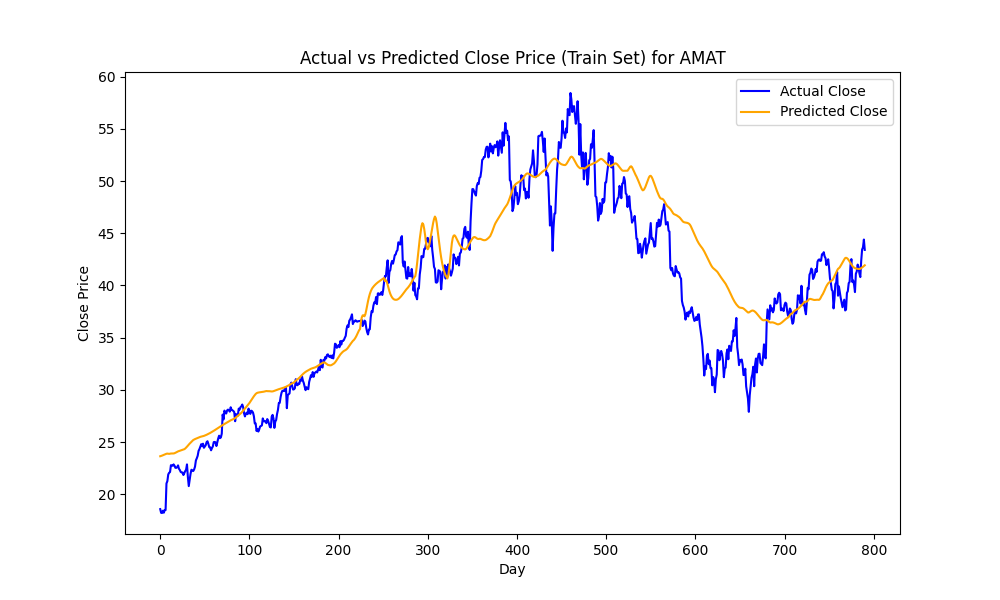 Actual vs Predicted Close Price (Train Set) for AMAT
Actual Close
Predicted Close
60
55
50
45
40
35
30
25
20
Close Price
0 100 200 300 400 500 600 700 800
Day